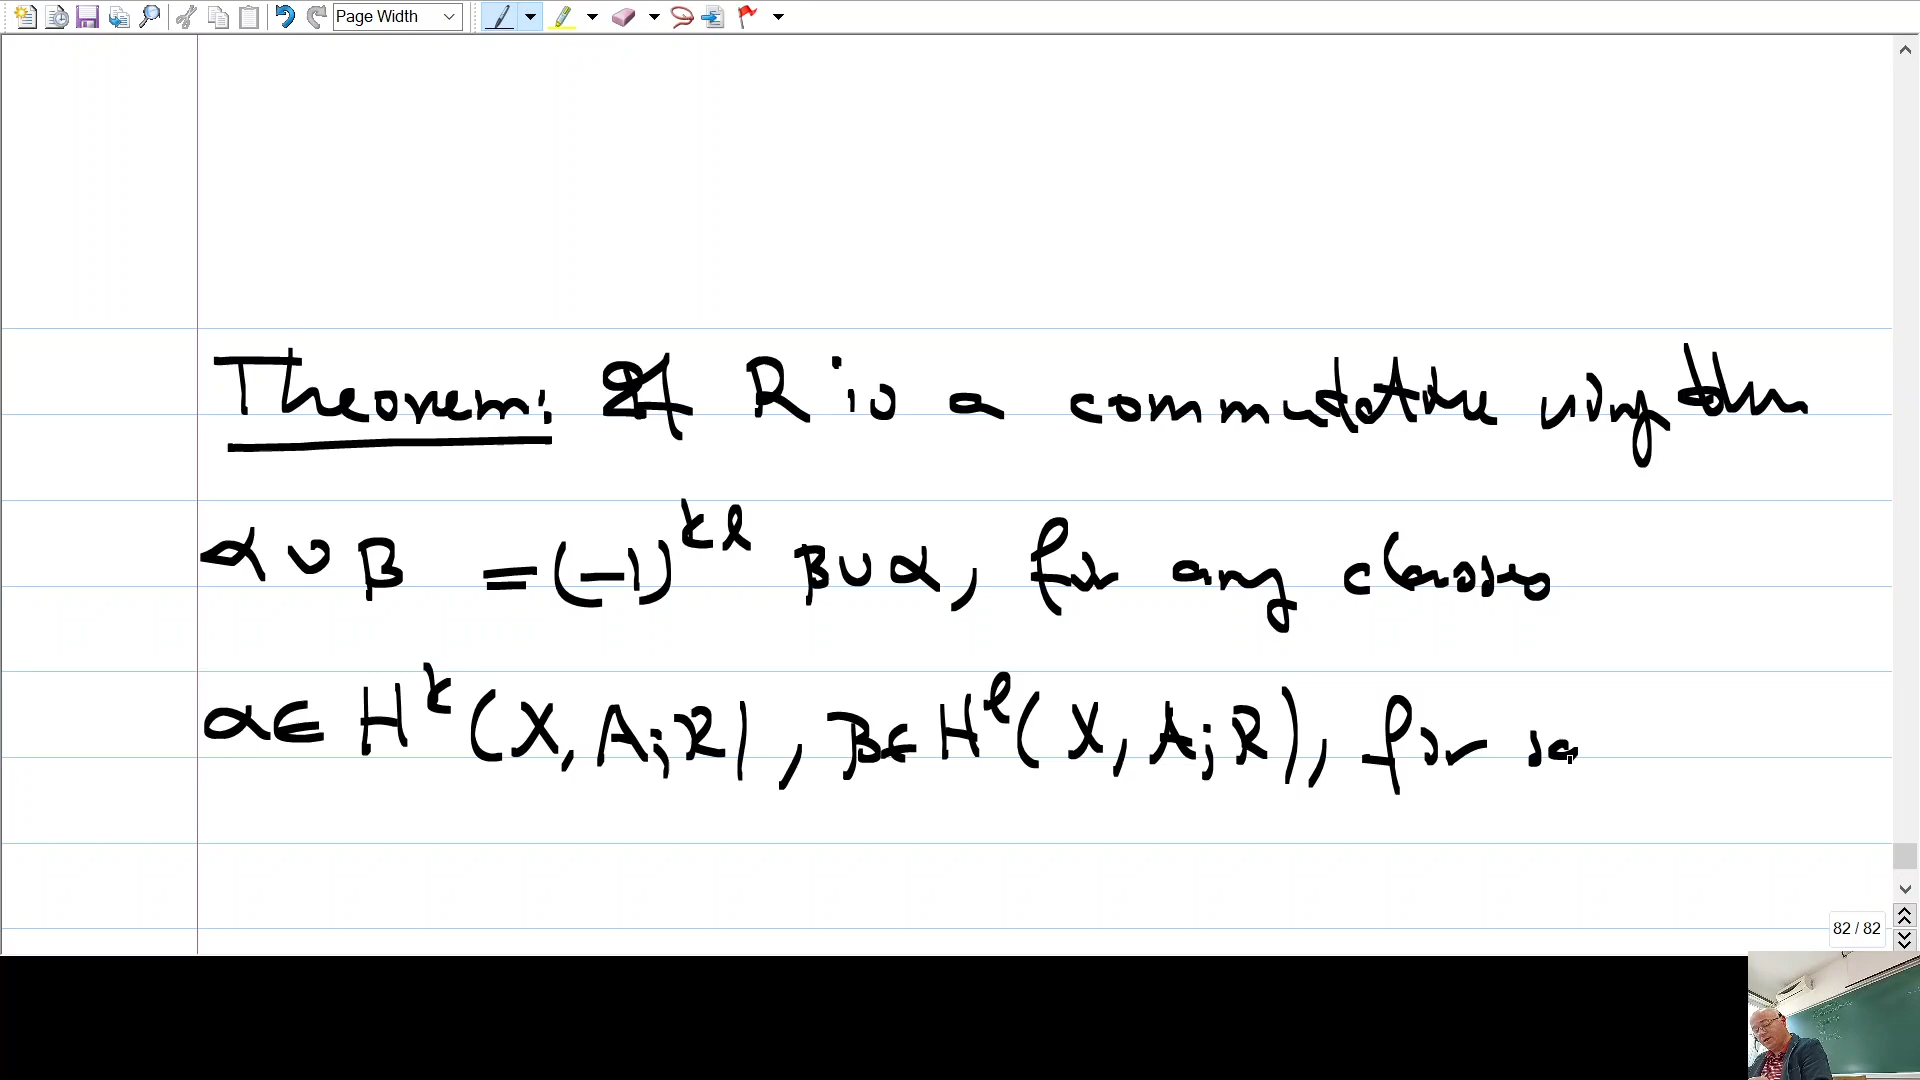 Page Width
Theorem: If R is a commutative ring then
α ∪ β = (-1)^{kl} β ∪ α, for any classes
α ∈ H^k (X, A; R), β ∈ H^l (X, A; R), for
82 / 82